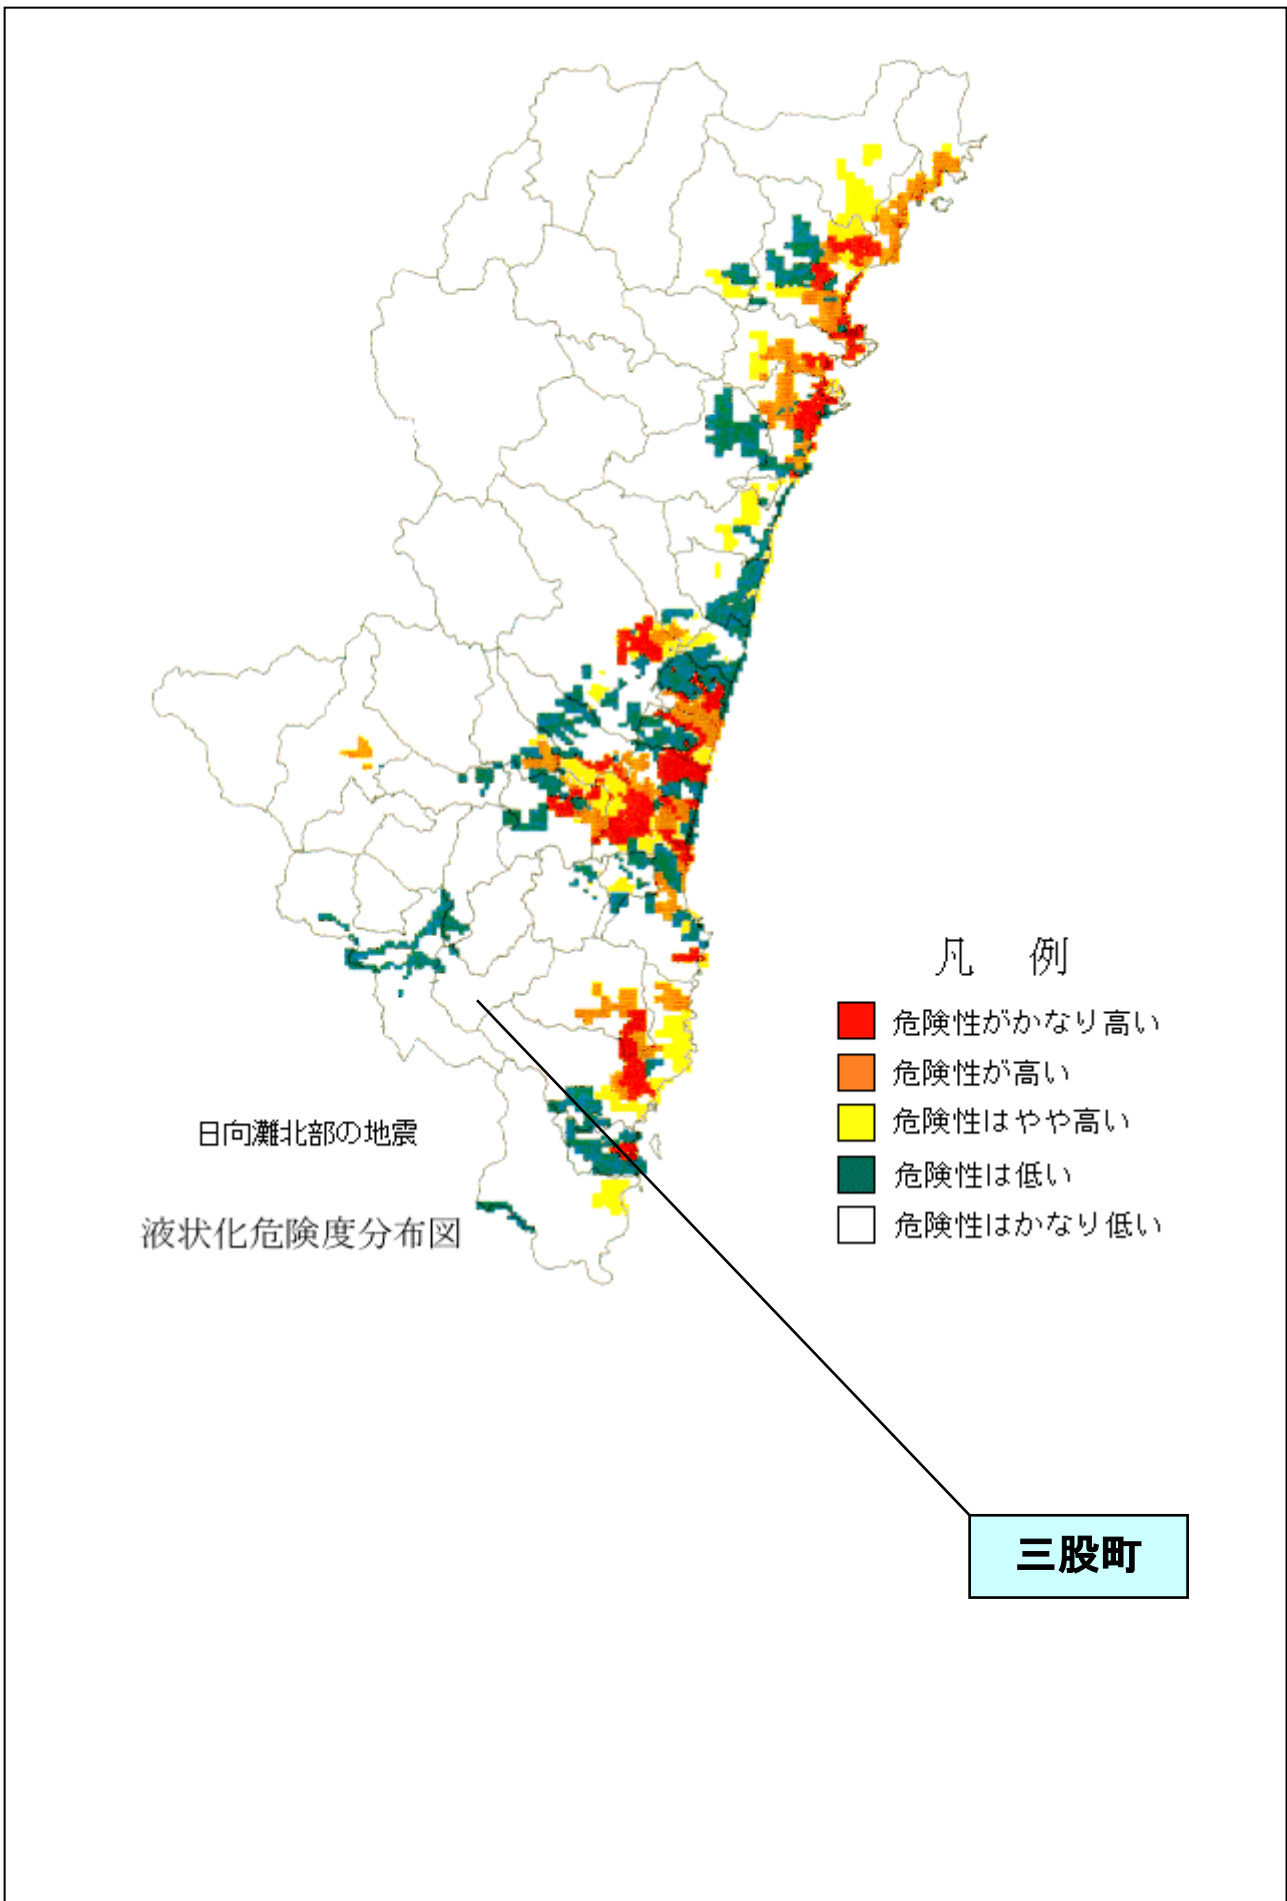 凡 例
危険性がかなり高い
危険性が高い
危険性はやや高い
危険性は低い
危険性はかなり低い
日向灘北部の地震
液状化危険度分布図
三股町